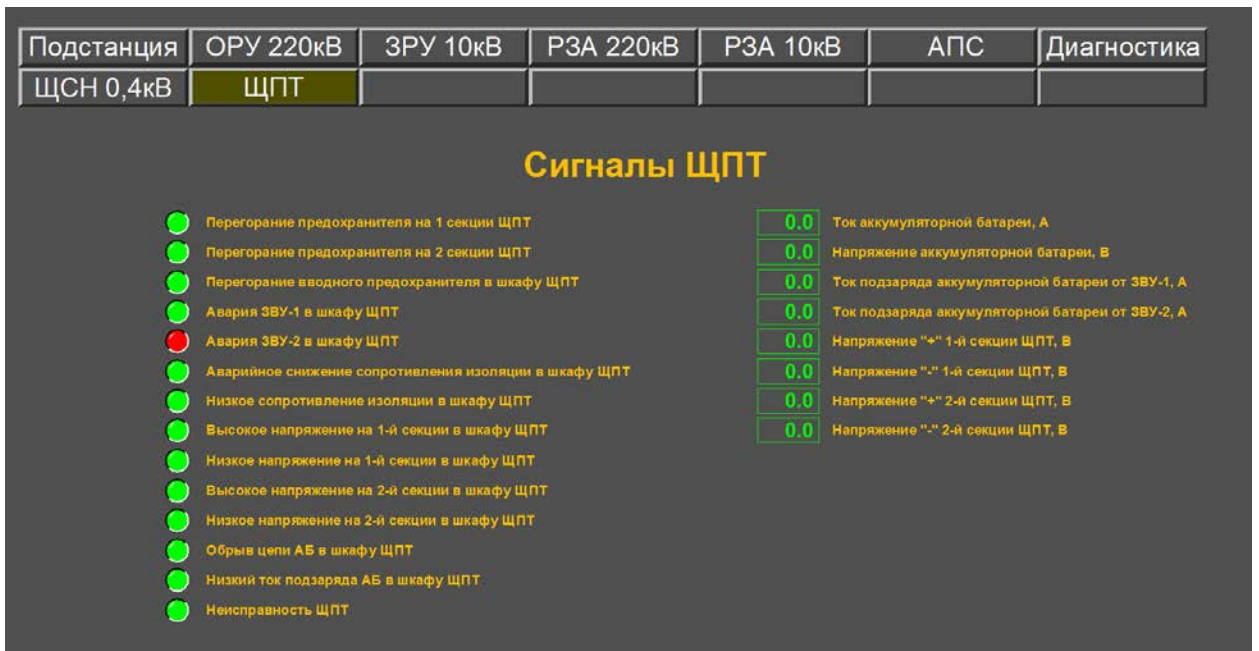 Подстанция ОРУ 220кВ ЗРУ 10кВ РЗА 220кВ РЗА 10кВ АПС Диагностика
ЩСН 0,4кВ ЩПТ
Сигналы ЩПТ
Перегорание предохранителя на 1 секции ЩПТ
Перегорание предохранителя на 2 секции ЩПТ
Перегорание вводного предохранителя в шкафу ЩПТ
Авария ЗВУ-1 в шкафу ЩПТ
Авария ЗВУ-2 в шкафу ЩПТ
Аварийное снижение сопротивления изоляции в шкафу ЩПТ
Низкое сопротивление изоляции в шкафу ЩПТ
Высокое напряжение на 1-й секции в шкафу ЩПТ
Низкое напряжение на 1-й секции в шкафу ЩПТ
Высокое напряжение на 2-й секции в шкафу ЩПТ
Низкое напряжение на 2-й секции в шкафу ЩПТ
Обрыв цепи АБ в шкафу ЩПТ
Низкий ток подзаряда АБ в шкафу ЩПТ
Неисправность ЩПТ
0.0 Ток аккумуляторной батареи, А
0.0 Напряжение аккумуляторной батареи, В
0.0 Ток подзаряда аккумуляторной батареи от ЗВУ-1, А
0.0 Ток подзаряда аккумуляторной батареи от ЗВУ-2, А
0.0 Напряжение "+" 1-й секции ЩПТ, В
0.0 Напряжение "-" 1-й секции ЩПТ, В
0.0 Напряжение "+" 2-й секции ЩПТ, В
0.0 Напряжение "-" 2-й секции ЩПТ, В